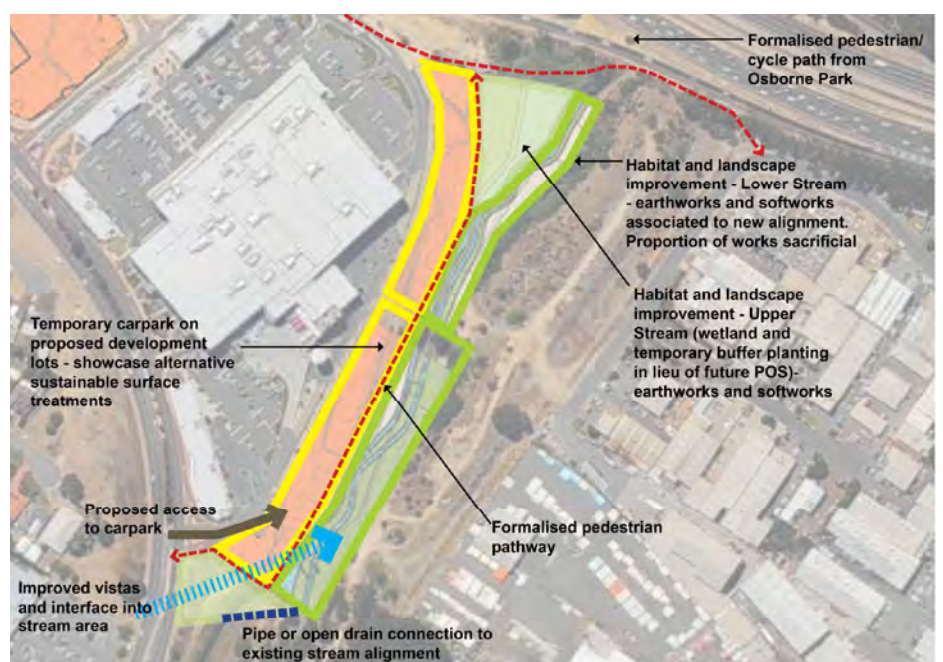 Formalised pedestrian/
cycle path from
Osborne Park
Habitat and landscape
improvement - Lower Stream
- earthworks and softworks
associated to new alignment.
Proportion of works sacrificial
Habitat and landscape
improvement - Upper
Stream (wetland and
temporary buffer planting
in lieu of future POS)-
earthworks and softworks
Temporary carpark on
proposed development
lots - showcase alternative
sustainable surface
treatments
Proposed access
to carpark
Formalised pedestrian
pathway
Improved vistas
and interface into
stream area
Pipe or open drain connection to
existing stream alignment